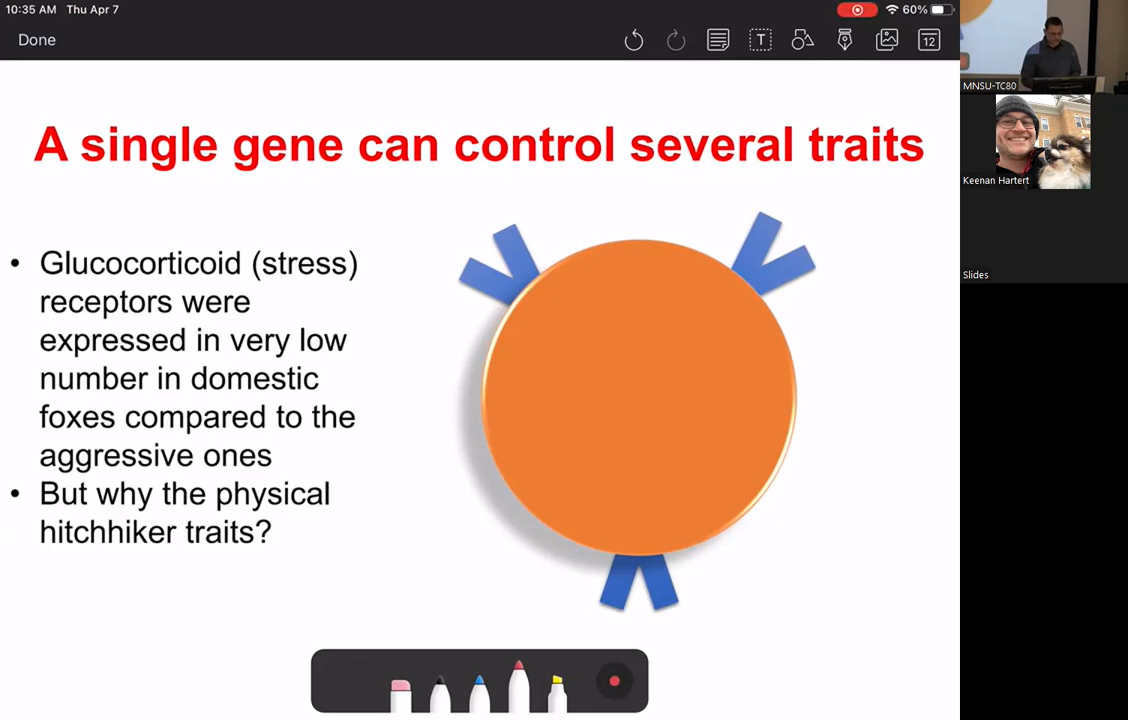 10:35 AM Thu Apr 7
60%
Done
T
12
A single gene can control several traits
• Glucocorticoid (stress)
receptors were
expressed in very low
number in domestic
foxes compared to the
aggressive ones
• But why the physical
hitchhiker traits?
MNSU-TC80
Keenan Hartert
Slides